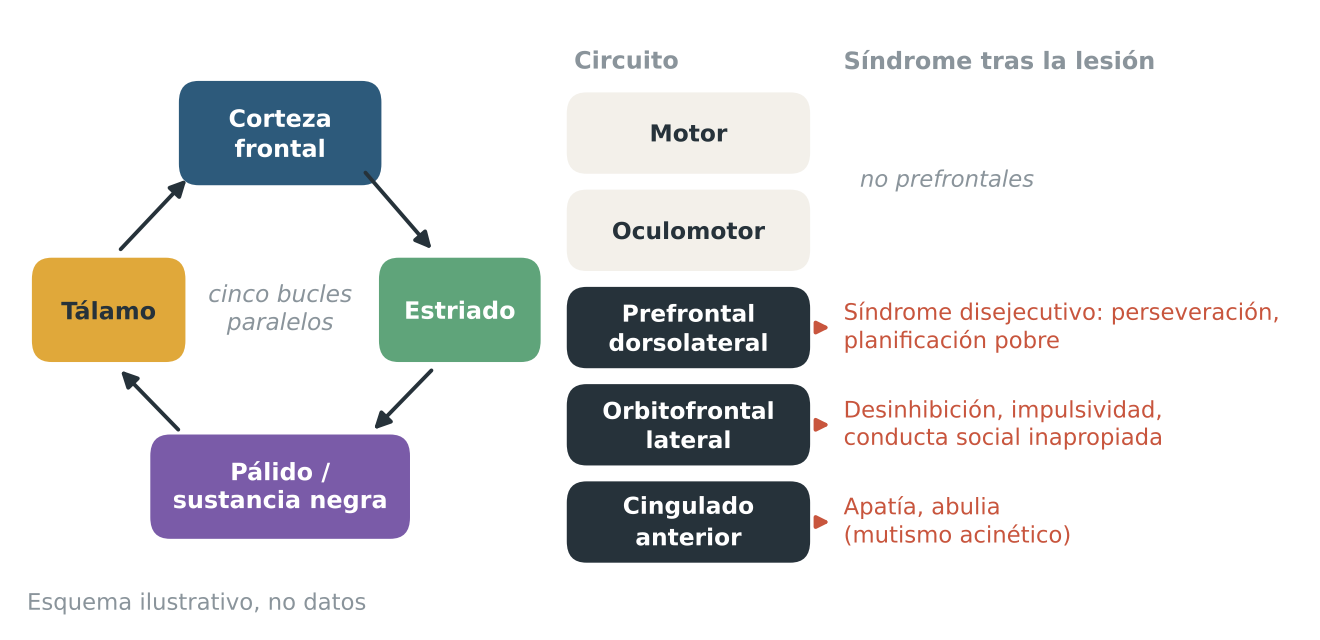 Corteza
frontal
Tálamo
cinco bucles
paralelos
Estriado
Pálido /
sustancia negra
Circuito
Síndrome tras la lesión
Motor
no prefrontales
Oculomotor
Prefrontal
dorsolateral
Síndrome disejecutivo: perseveración,
planificación pobre
Orbitofrontal
lateral
Desinhibición, impulsividad,
conducta social inapropiada
Cingulado
anterior
Apatía, abulia
(mutismo acinético)
Esquema ilustrativo, no datos